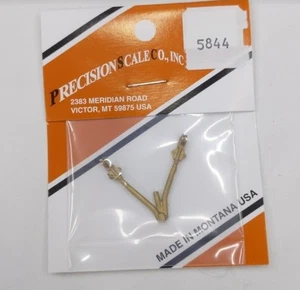 5844
PRECISION SCALE CO., INC
2383 MERIDIAN ROAD
VICTOR, MT 59875 USA
MADE IN MONTANA USA